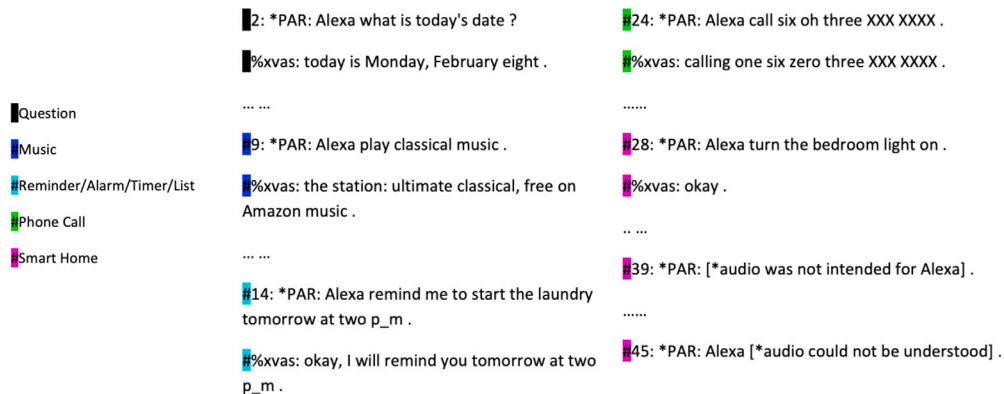 #Question
#Music
#Reminder/Alarm/Timer/List
#Phone Call
#Smart Home
#2: *PAR: Alexa what is today's date ?
#%xvas: today is Monday, February eight .
... ...
#9: *PAR: Alexa play classical music .
#%xvas: the station: ultimate classical, free on
Amazon music .
... ...
#14: *PAR: Alexa remind me to start the laundry
tomorrow at two p_m .
#%xvas: okay, I will remind you tomorrow at two
p_m .
#24: *PAR: Alexa call six oh three XXX XXXX .
#%xvas: calling one six zero three XXX XXXX .
......
#28: *PAR: Alexa turn the bedroom light on .
#%xvas: okay .
.. ...
#39: *PAR: [*audio was not intended for Alexa] .
......
#45: *PAR: Alexa [*audio could not be understood] .